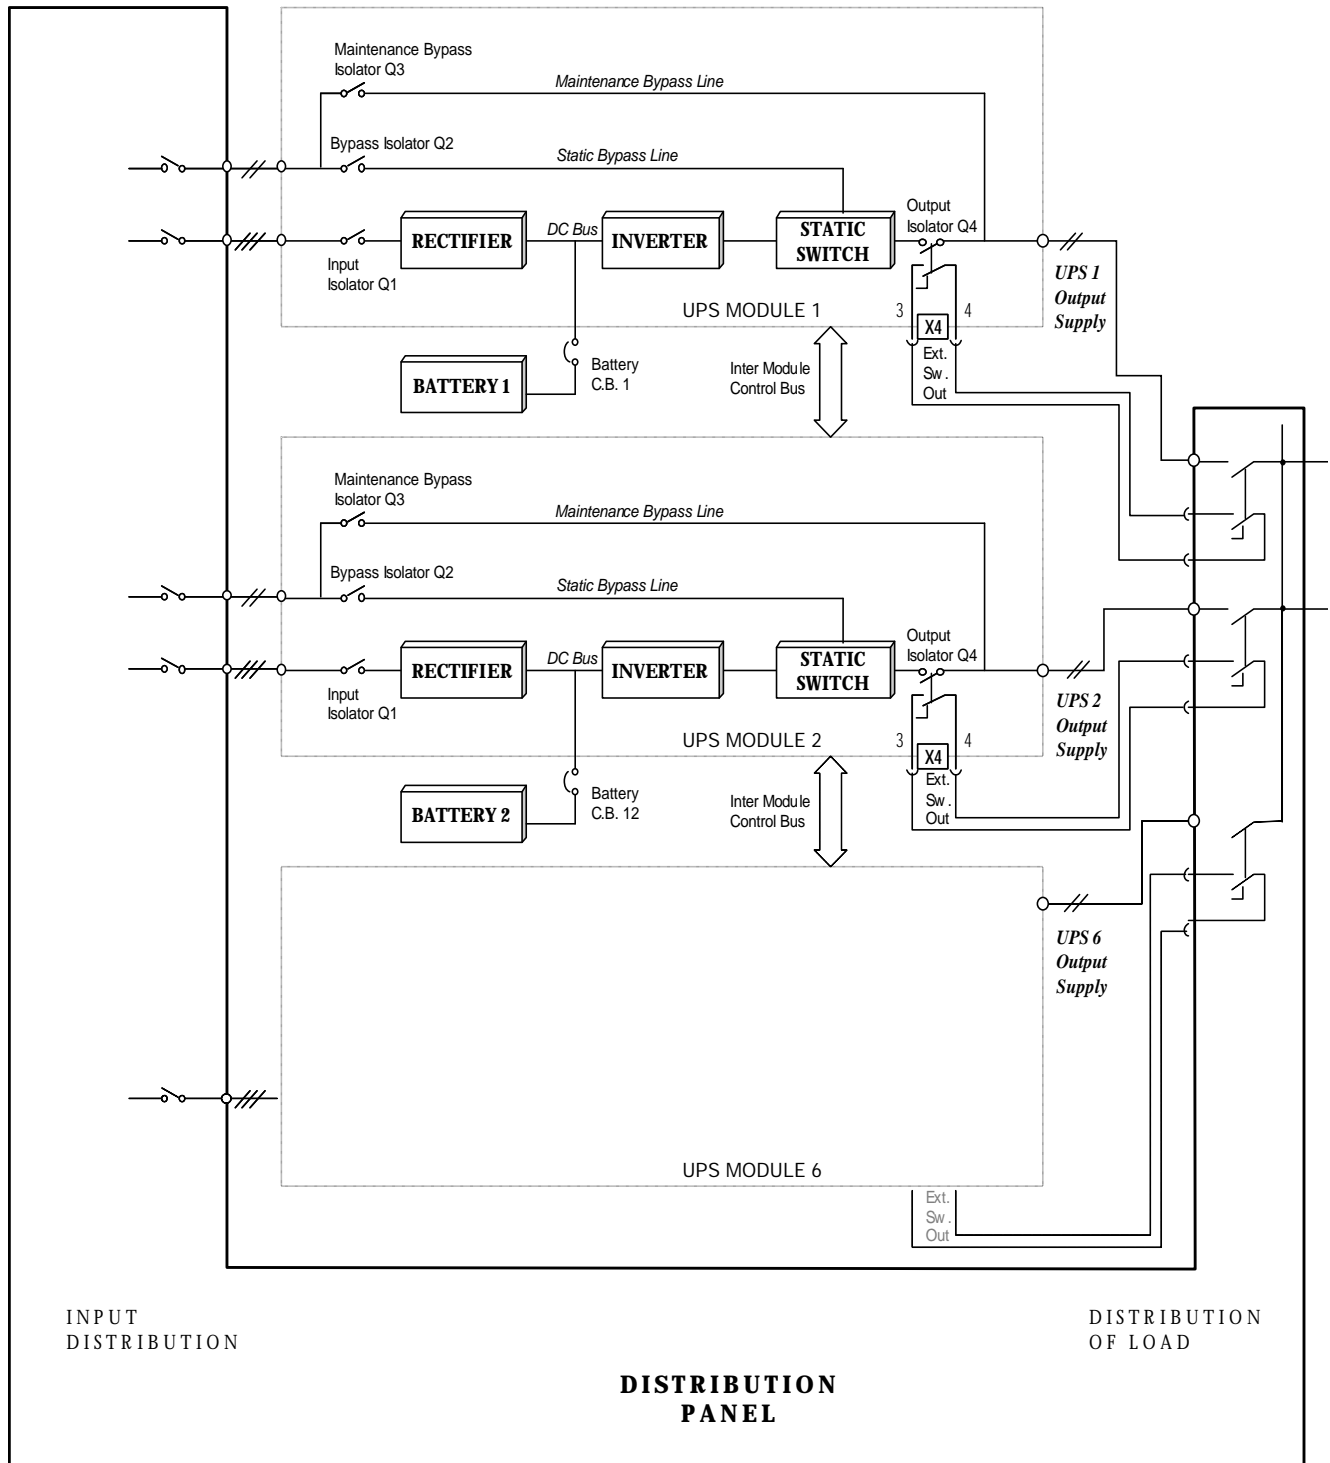 Maintenance Bypass
Isolator Q3
Maintenance Bypass Line
Bypass Isolator Q2
Static Bypass Line
Output
Isolator Q4
RECTIFIER
DC Bus
INVERTER
STATIC
SWITCH
Input
Isolator Q1
UPS 1
Output
Supply
UPS MODULE 1
3
4
X4
Ext.
Sw.
Out
BATTERY 1
Battery
C.B. 1
Inter Module
Control Bus
Maintenance Bypass
Isolator Q3
Maintenance Bypass Line
Bypass Isolator Q2
Static Bypass Line
Output
Isolator Q4
RECTIFIER
DC Bus
INVERTER
STATIC
SWITCH
Input
Isolator Q1
UPS 2
Output
Supply
UPS MODULE 2
3
4
X4
Ext.
Sw.
Out
BATTERY 2
Battery
C.B. 12
Inter Module
Control Bus
UPS 6
Output
Supply
UPS MODULE 6
Ext.
Sw.
Out
INPUT
DISTRIBUTION
DISTRIBUTION
OF LOAD
DISTRIBUTION
PANEL